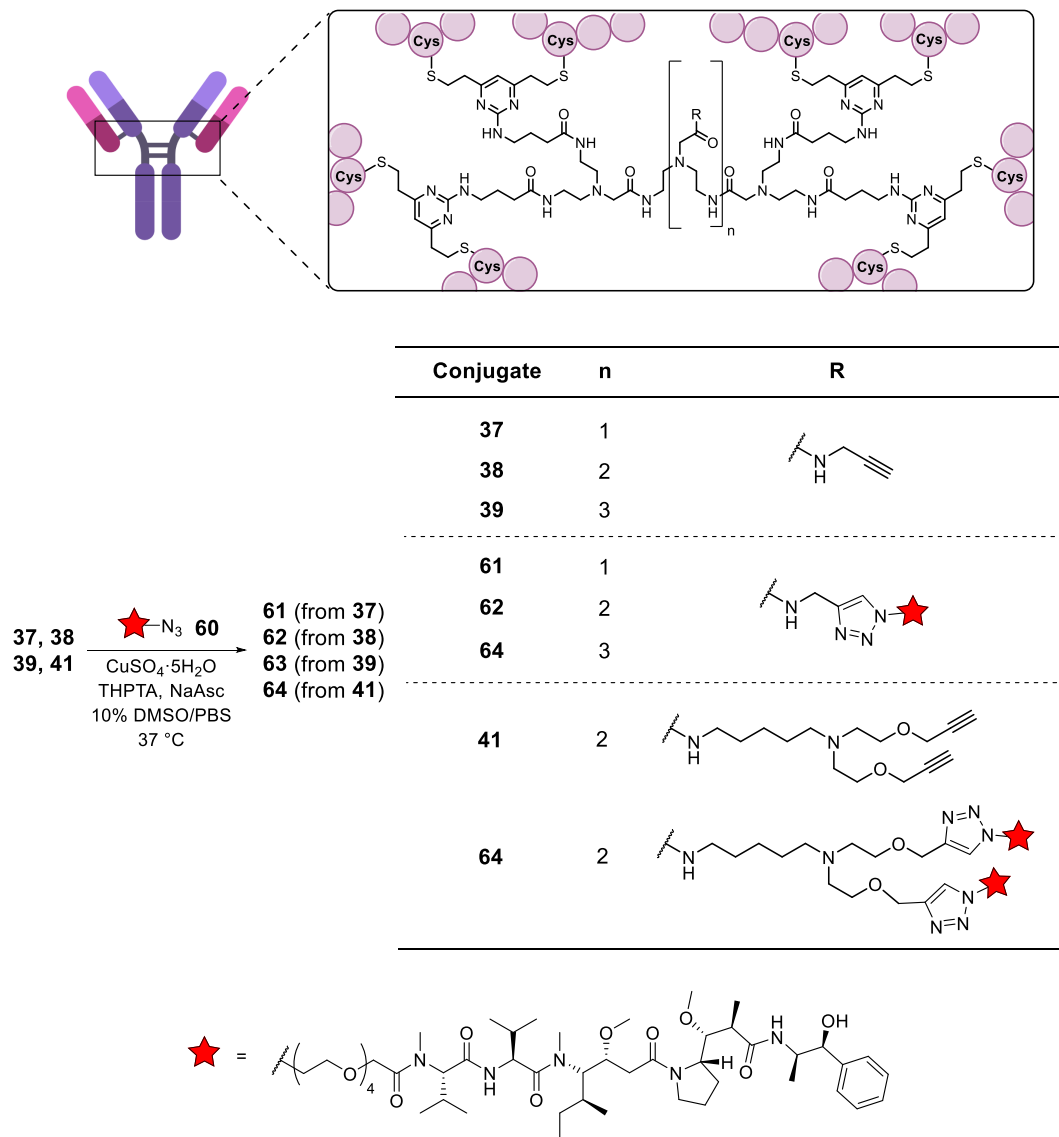 Cys Cys Cys Cys
S S S S
N N R N N
NH O O O HN
NH N HN
Cys S H N N N O N H O N H N N H O N N H O H N N N S Cys
n
S Cys Cys S
Conjugate n R
37 1
38 2 N H
39 3
61 1
62 2 N H N N N
64 3
37, 38
39, 41
N3 60
CuSO4·5H2O
THPTA, NaAsc
10% DMSO/PBS
37 °C
61 (from 37)
62 (from 38)
63 (from 39)
64 (from 41)
41 2 N H N O O
64 2 N H N O N N N O N N N
= O 4 O N O N H O N O O N H O O H N OH